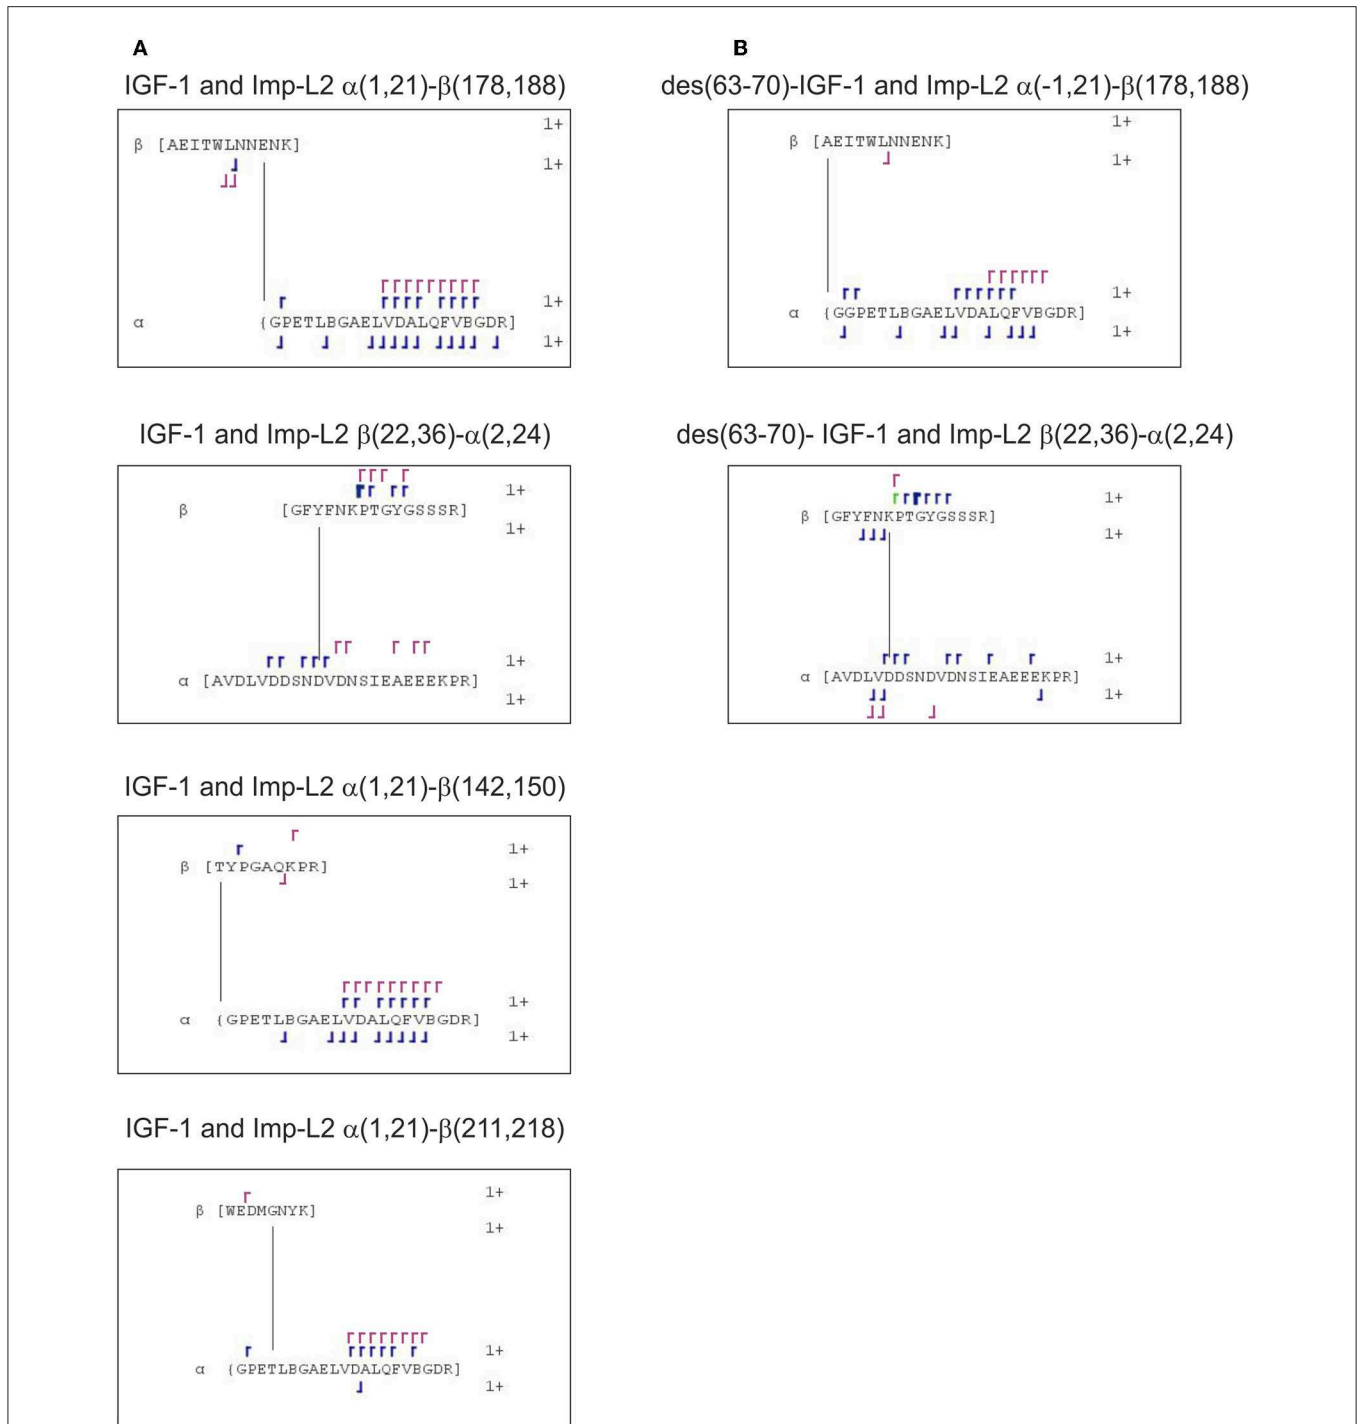 A
IGF-1 and Imp-L2 α(1,21)-β(178,188)
1+
β [AEITWLNNENK]
1+
1+
α {GPETLBGAELVDALQFVBGDR]
1+
IGF-1 and Imp-L2 β(22,36)-α(2,24)
1+
β [GFYFNKPTGYGSSSR]
1+
1+
α [AVDLVDDSNDVDNSIEAEEEKPR]
1+
IGF-1 and Imp-L2 α(1,21)-β(142,150)
1+
β [TYPGAQKPR]
1+
1+
α {GPETLBGAELVDALQFVBGDR]
1+
IGF-1 and Imp-L2 α(1,21)-β(211,218)
1+
β [WEDMGNYK]
1+
1+
α {GPETLBGAELVDALQFVBGDR]
1+
B
des(63-70)-IGF-1 and Imp-L2 α(-1,21)-β(178,188)
1+
β [AEITWLNNENK]
1+
1+
α {GGPETLBGAELVDALQFVBGDR]
1+
des(63-70)- IGF-1 and Imp-L2 β(22,36)-α(2,24)
1+
β [GFYFNKPTGYGSSSR]
1+
1+
α [AVDLVDDSNDVDNSIEAEEEKPR]
1+